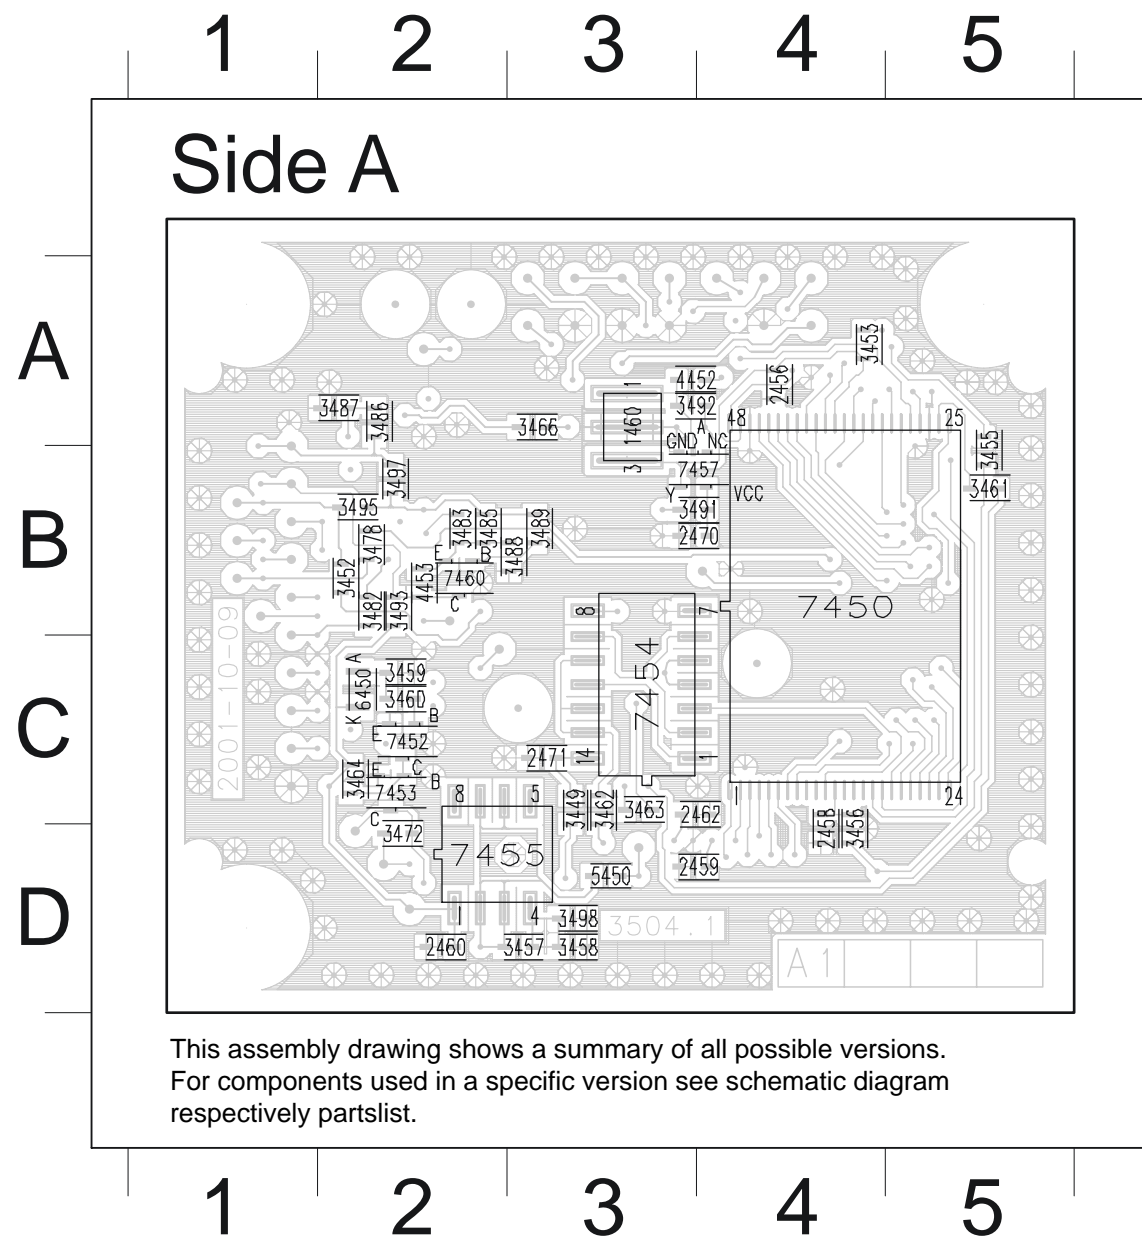 1 2 3 4 5
Side A
A
3453
2456
4452
1
3492
3487
3486
3466
1460
A
48
25
GND NC
3455
3
7457
3497
Y
VCC
3461
3495
3491
3483
3485
3489
2470
3478
3488
B
E B
3452
4453
7460
C
3482
3493
8
7
7450
2001-10-09
7454
A
3459
6450
3460
K
B
E
7452
C
2471
14
1
3464
E C
B
7453
8
5
3449
3462
3463
2462
1
24
C
3472
2458
3456
7455
2459
5450
D
1
4
3498
3504.1
2460
3457
3458
A1
This assembly drawing shows a summary of all possible versions.
For components used in a specific version see schematic diagram
respectively partslist.
1 2 3 4 5